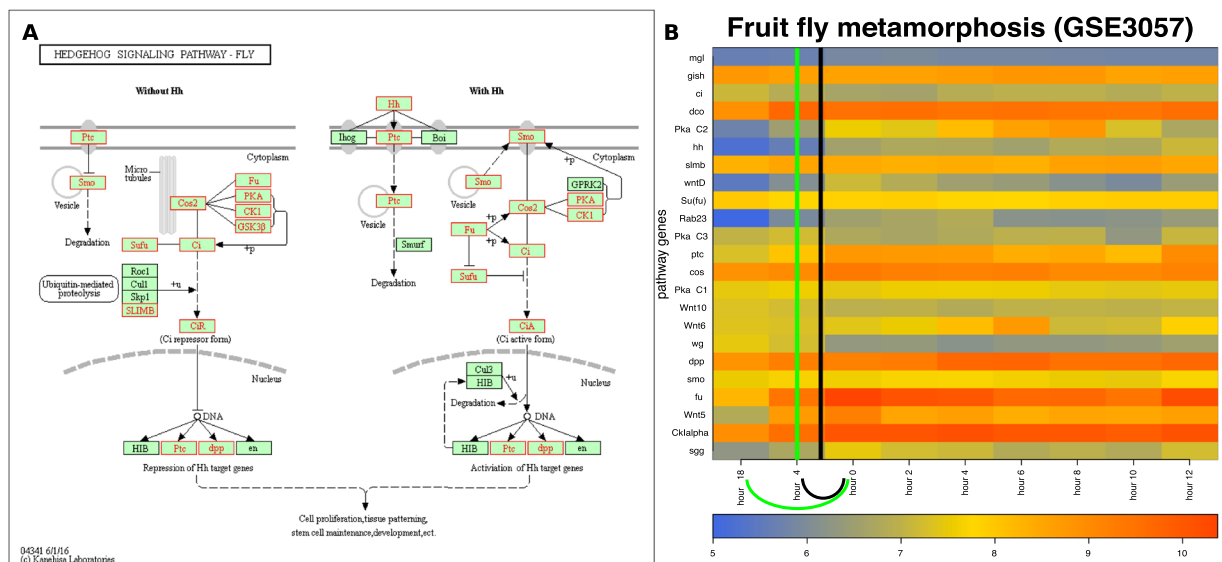 A
HEDGEHOG SIGNALING PATHWAY - FLY
Without Hh
With Hh
Hh
Ptc
Ihog
Ptc
Boi
Smo
Cytoplasm
Cytoplasm
+p
Smo
Vesicle
Micro
tubules
Cos2
Fu
PKA
CK1
GSK3β
Ptc
Vesicle
Smo
Vesicle
GPRK2
PKA
CK1
Cos2
Degradation
Sufu
Ci
+p
Fu
+p
+p
Smurf
Ci
Sufu
Degradation
Ubiquitin-mediated
proteolysis
Roc1
Cul1
Skp1
SLIMB
+u
CiR
(Ci repressor form)
CiA
(Ci active form)
Nucleus
Nucleus
Cul3
HIB
+u
Degradation
DNA
DNA
HIB
Ptc
dpp
en
HIB
Ptc
dpp
en
Repression of Hh target genes
Acltiviation of Hh target genes
Cell proliferation,tissue patterning,
stem cell maintenance,development,ect.
04341 6/1/16
(c) Kanehisa Laboratories
B
Fruit fly metamorphosis (GSE3057)
pathway genes
mgl
gish
ci
dco
Pka C2
hh
slmb
wntD
Su(fu)
Rab23
Pka C3
ptc
cos
Pka C1
Wnt10
Wnt6
wg
dpp
smo
fu
Wnt5
CkIalpha
sgg
hour 18
hour 4
hour 0
hour 2
hour 4
hour 6
hour 8
hour 10
hour 12
5
6
7
8
9
10